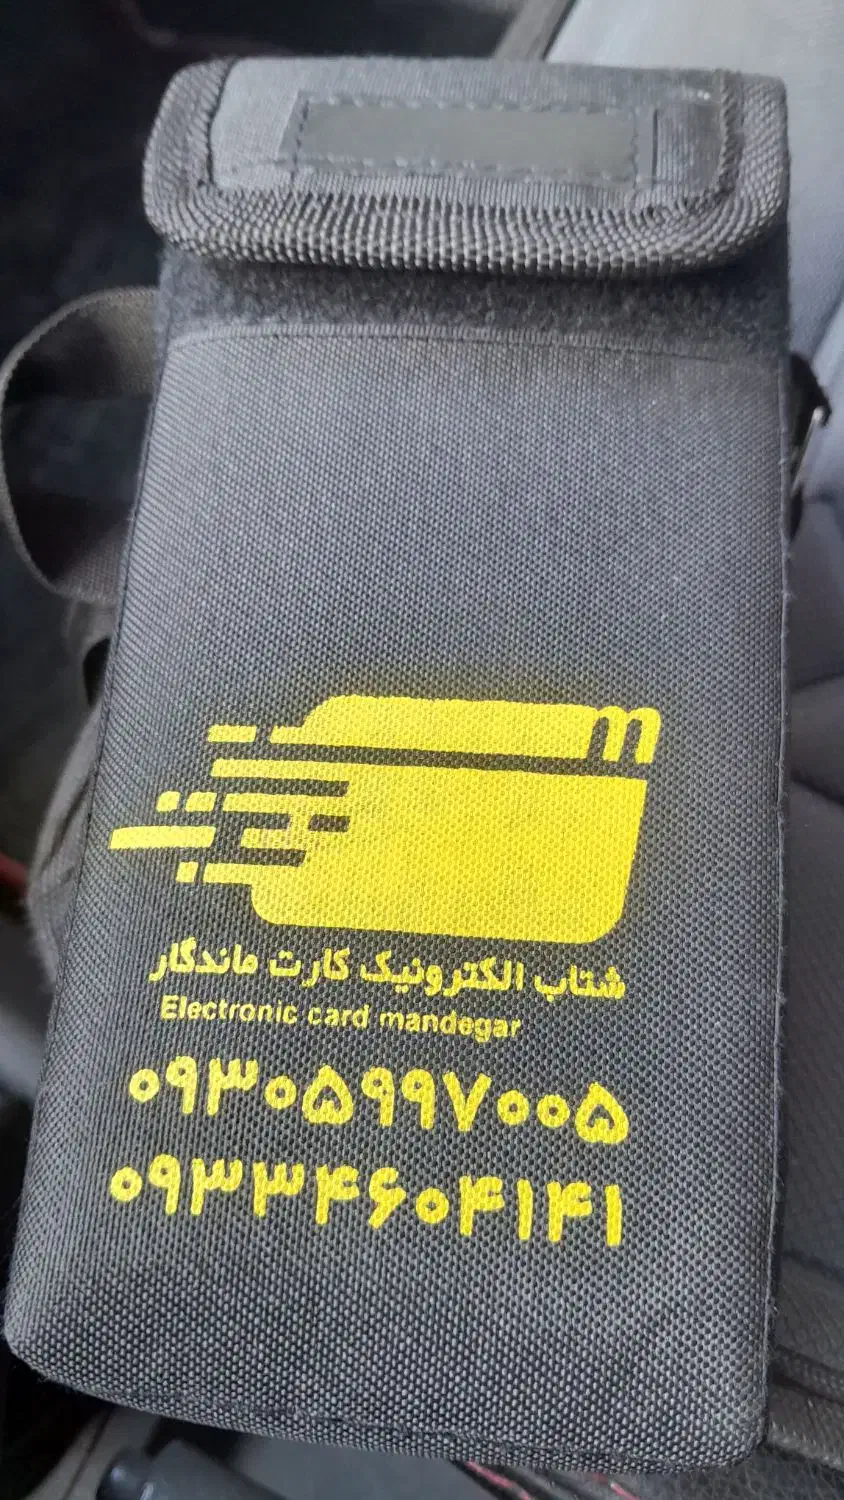 m
شتاب الکترونیک کارت ماندگار
Electronic card mandegar
۰۹۳۰۵۹۹۷۰۰۵
۰۹۳۳۴۶۰۴۱۴۱